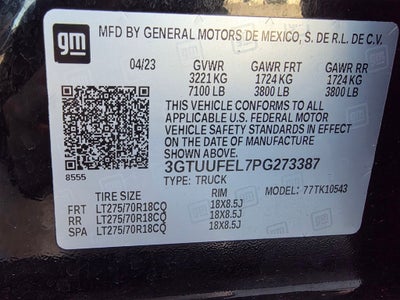 gm
MFD BY GENERAL MOTORS DE MEXICO, S. DE R.L. DE C.V.
04/23 GVWR GAWR FRT GAWR RR
3221 KG 1724 KG 1724 KG
7100 LB 3800 LB 3800 LB
THIS VEHICLE CONFORMS TO ALL
APPLICABLE U.S. FEDERAL MOTOR
VEHICLE SAFETY STANDARDS IN EFFECT
ON THE DATE OF MANUFACTURE
SHOWN ABOVE.
8555
3GTUUFEL7PG273387
TYPE: TRUCK
MODEL: 77TK10543
TIRE SIZE RIM
FRT LT275/70R18CQ 18X8.5J
RR LT275/70R18CQ 18X8.5J
SPA LT275/70R18CQ 18X8.5J